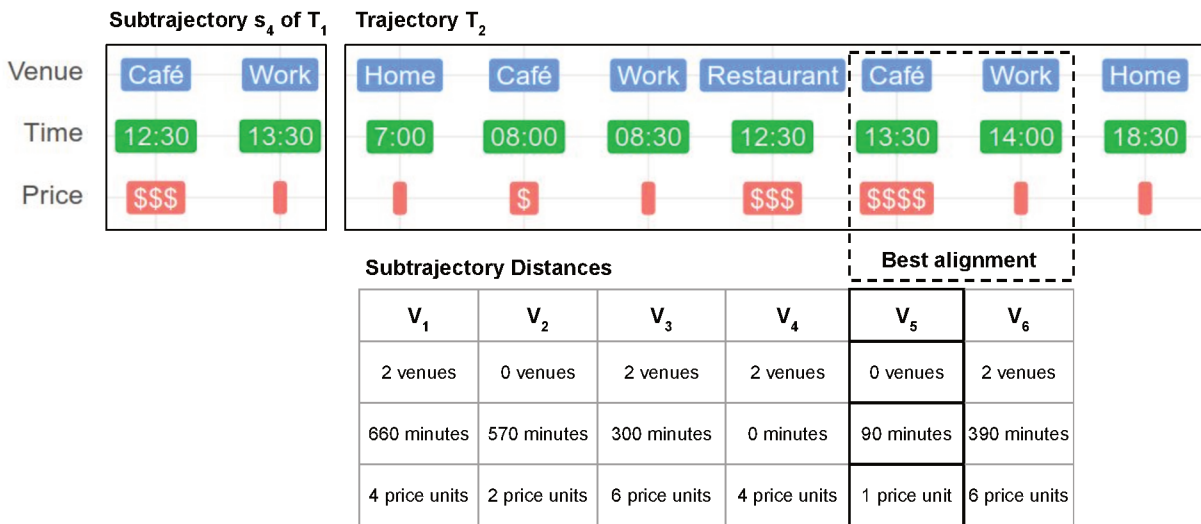 Subtrajectory s4 of T1 Trajectory T2
Venue Café Work Home Café Work Restaurant Café Work Home
Time 12:30 13:30 7:00 08:00 08:30 12:30 13:30 14:00 18:30
Price $$$ $ $$$ $$$$
Best alignment
Subtrajectory Distances
V1 V2 V3 V4 V5 V6
2 venues 0 venues 2 venues 2 venues 0 venues 2 venues
660 minutes 570 minutes 300 minutes 0 minutes 90 minutes 390 minutes
4 price units 2 price units 6 price units 4 price units 1 price unit 6 price units